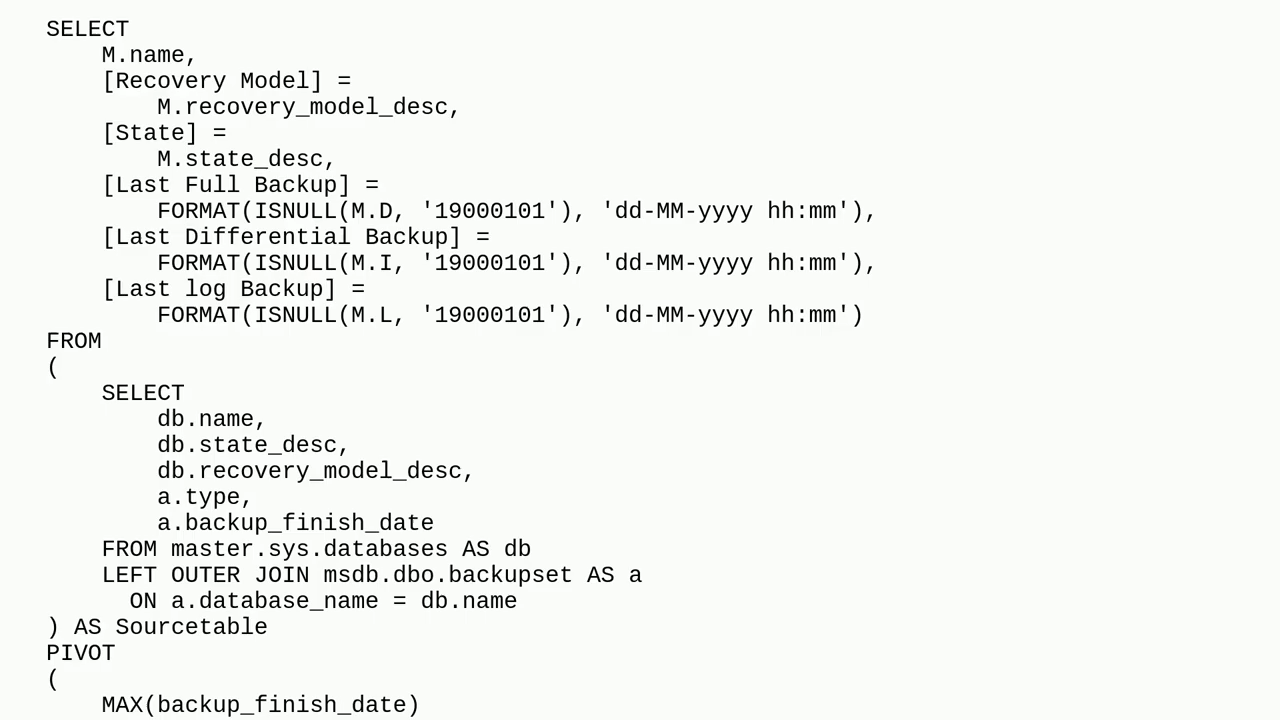 SELECT
    M.name,
    [Recovery Model] =
        M.recovery_model_desc,
    [State] =
        M.state_desc,
    [Last Full Backup] =
        FORMAT(ISNULL(M.D, '19000101'), 'dd-MM-yyyy hh:mm'),
    [Last Differential Backup] =
        FORMAT(ISNULL(M.I, '19000101'), 'dd-MM-yyyy hh:mm'),
    [Last log Backup] =
        FORMAT(ISNULL(M.L, '19000101'), 'dd-MM-yyyy hh:mm')
FROM
(
    SELECT
        db.name,
        db.state_desc,
        db.recovery_model_desc,
        a.type,
        a.backup_finish_date
    FROM master.sys.databases AS db
    LEFT OUTER JOIN msdb.dbo.backupset AS a
      ON a.database_name = db.name
) AS Sourcetable
PIVOT
(
    MAX(backup_finish_date)